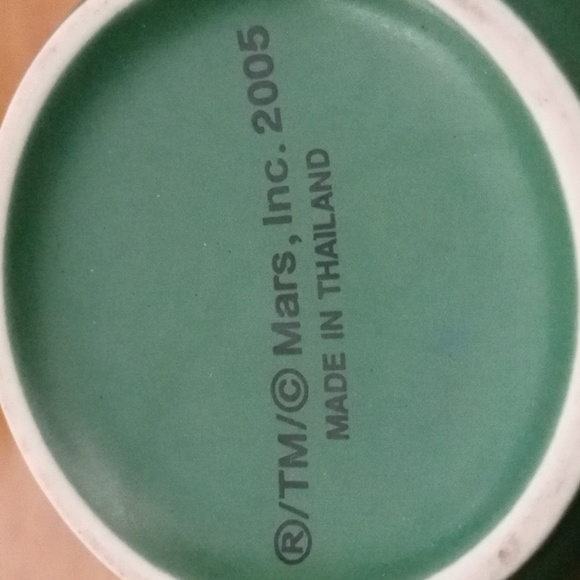 ®/TM/© Mars, Inc. 2005
MADE IN THAILAND